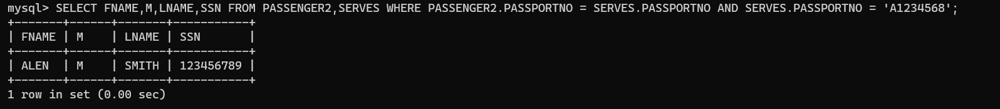 mysql> SELECT FNAME,M,LNAME,SSN FROM PASSENGER2,SERVES WHERE PASSENGER2.PASSPORTNO = SERVES.PASSPORTNO AND SERVES.PASSPORTNO = 'A1234568';
+-------+------+-------+-----------+
| FNAME | M    | LNAME | SSN       |
+-------+------+-------+-----------+
| ALEN  | M    | SMITH | 123456789 |
+-------+------+-------+-----------+
1 row in set (0.00 sec)